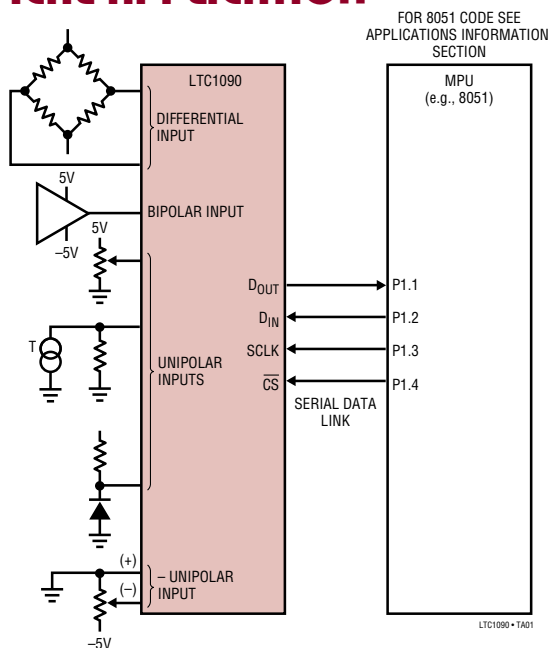 FOR 8051 CODE SEE
APPLICATIONS INFORMATION
SECTION
LTC1090
MPU
(e.g., 8051)
DIFFERENTIAL
INPUT
5V
BIPOLAR INPUT
–5V
5V
DOUT
P1.1
DIN
P1.2
T
SCLK
P1.3
UNIPOLAR
INPUTS
CS
P1.4
SERIAL DATA
LINK
(+)
(–)
– UNIPOLAR
INPUT
–5V
LTC1090 • TA01